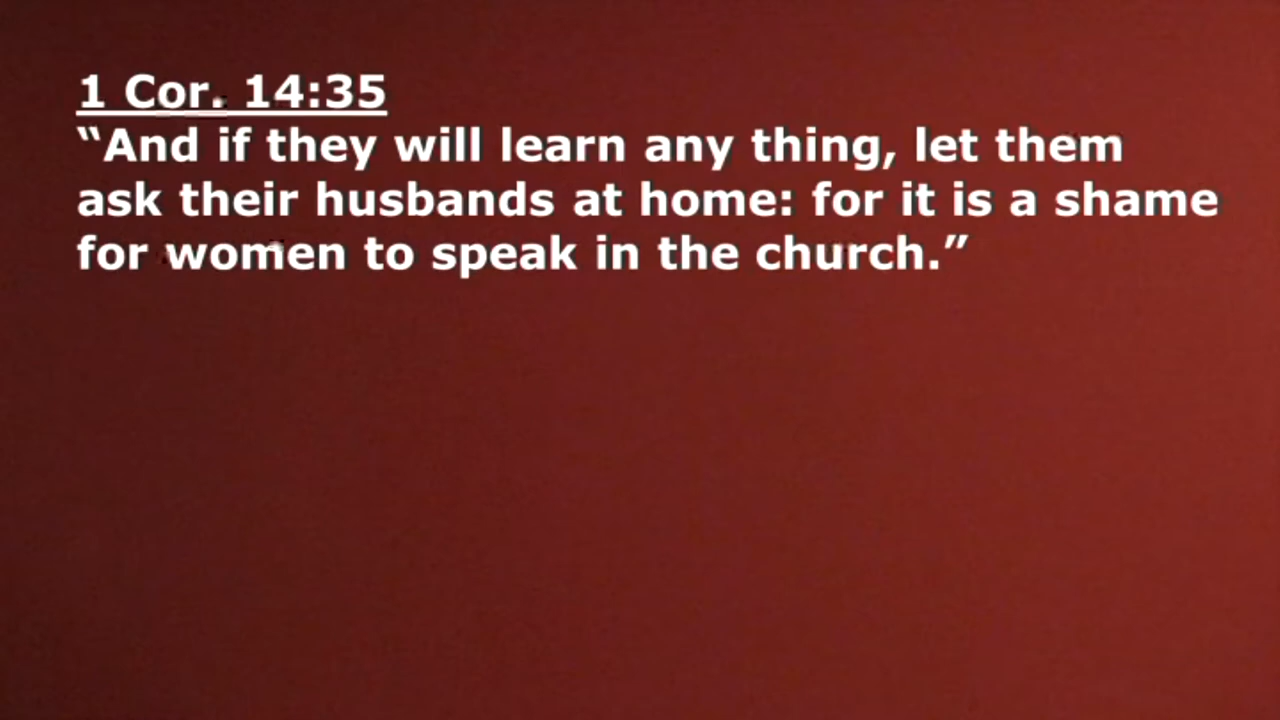 1 Cor. 14:35
“And if they will learn any thing, let them
ask their husbands at home: for it is a shame
for women to speak in the church.”